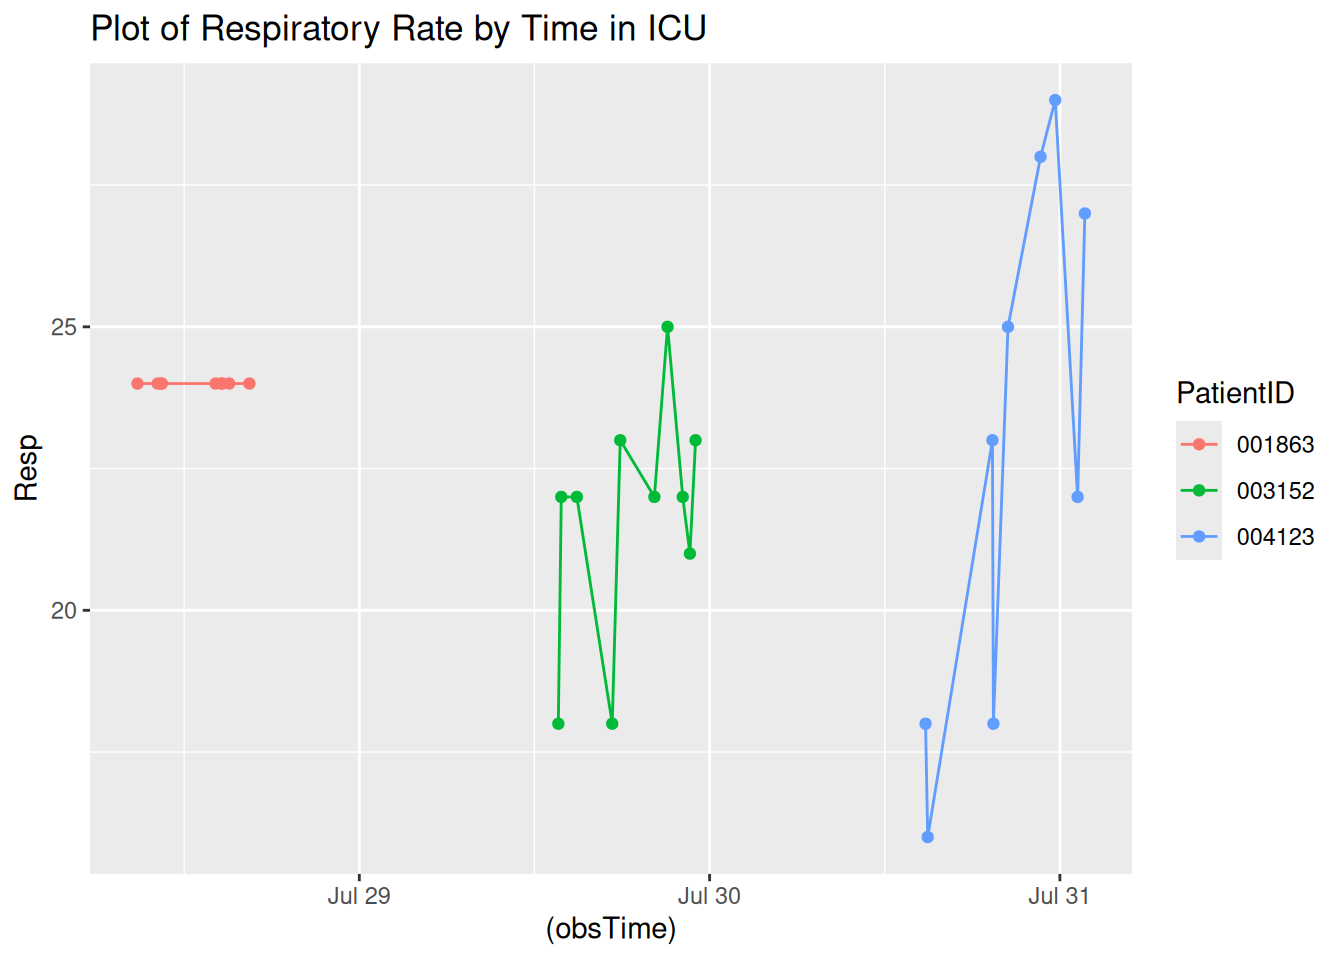 Plot of Respiratory Rate by Time in ICU
Resp
25
20
Jul 29
Jul 30
Jul 31
(obsTime)
PatientID
001863
003152
004123